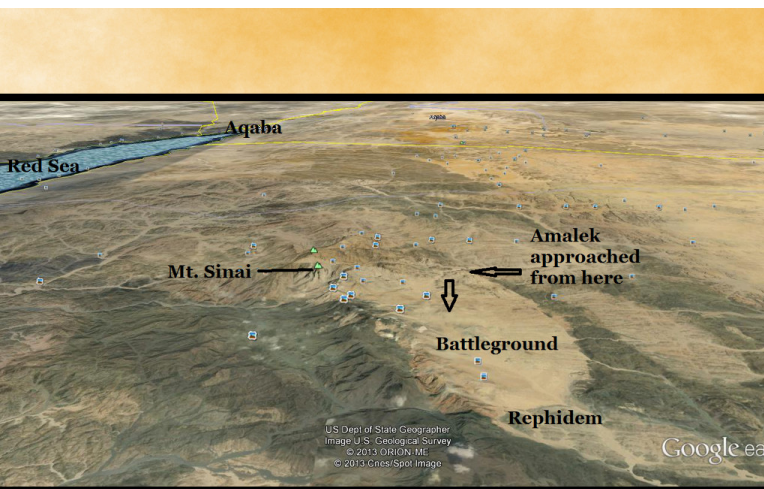 Aqaba
Aqaba
Red Sea
Amalek
approached
from here
Mt. Sinai
Battleground
Rephidem
US Dept of State Geographer
Image U.S. Geological Survey
© 2013 ORION-ME
© 2013 Cnes/Spot Image
Google ea